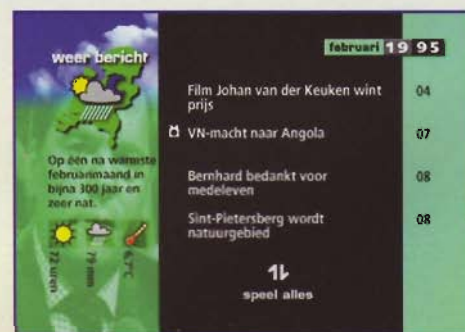 weer bericht
Op één na warmste
februarimaand in
bijna 300 jaar en
zeer nat.
72 uren
79 mm
6,7°C
februari 19 95
Film Johan van der Keuken wint
prijs
04
VN-macht naar Angola
07
Bernhard bedankt voor
medeleven
08
Sint-Pietersberg wordt
natuurgebied
08
speel alles